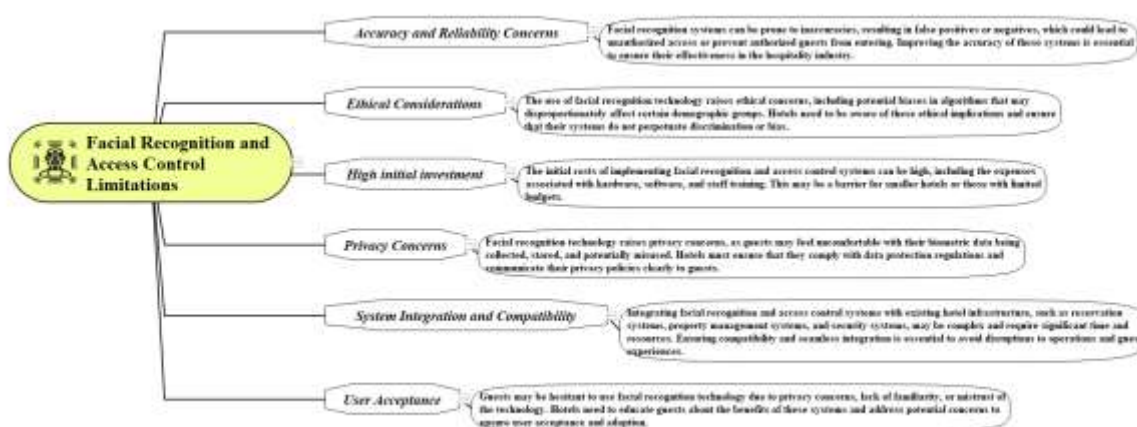 Facial Recognition and
Access Control
Limitations
Accuracy and Reliability Concerns
Facial recognition systems can be prone to inaccuracies, resulting in false positives or negatives, which could lead to
unauthorized access or prevent authorized guests from entering. Improving the accuracy of these systems is essential
to ensure their effectiveness in the hospitality industry.
Ethical Considerations
The use of facial recognition technology raises ethical concerns, including potential biases in algorithms that may
disproportionately affect certain demographic groups. Hotels need to be aware of these ethical implications and ensure
that their systems do not perpetuate discrimination or bias.
High initial investment
The initial costs of implementing facial recognition and access control systems can be high, including the expenses
associated with hardware, software, and staff training. This may be a barrier for smaller hotels or those with limited
budgets.
Privacy Concerns
Facial recognition technology raises privacy concerns, as guests may feel uncomfortable with their biometric data being
collected, stored, and potentially misused. Hotels must ensure that they comply with data protection regulations and
communicate their privacy policies clearly to guests.
System Integration and Compatibility
Integrating facial recognition and access control systems with existing hotel infrastructure, such as reservation
systems, property management systems, and security systems, may be complex and require significant time and
resources. Ensuring compatibility and seamless integration is essential to avoid disruptions to operations and gues
experiences.
User Acceptance
Guests may be hesitant to use facial recognition technology due to privacy concerns, lack of familiarity, or mistrust of
the technology. Hotels need to educate guests about the benefits of these systems and address potential concerns to
user acceptance and adoption.